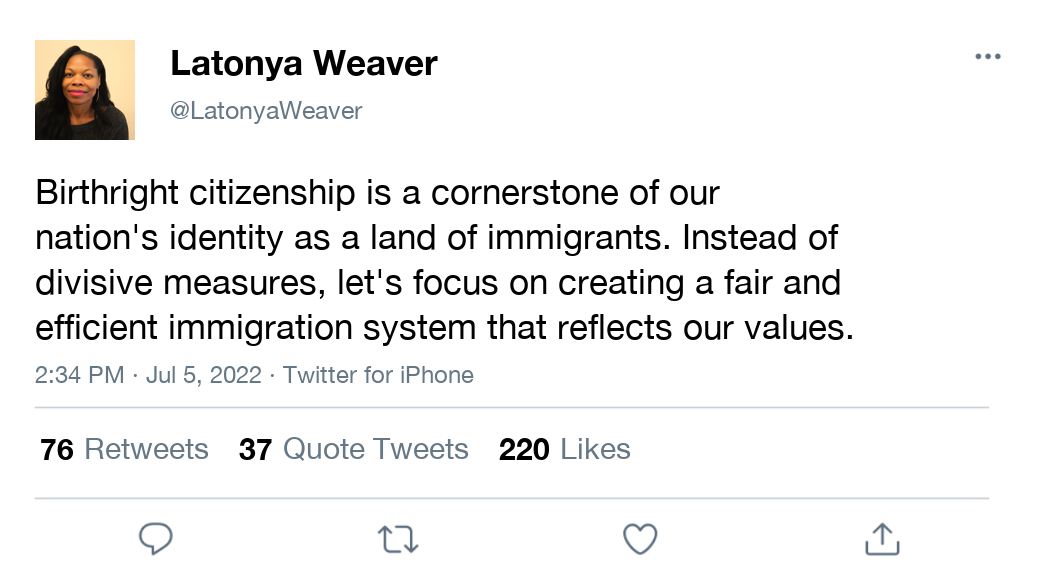 Latonya Weaver
@LatonyaWeaver
Birthright citizenship is a cornerstone of our
nation's identity as a land of immigrants. Instead of
divisive measures, let's focus on creating a fair and
efficient immigration system that reflects our values.
2:34 PM · Jul 5, 2022 · Twitter for iPhone
76 Retweets 37 Quote Tweets 220 Likes